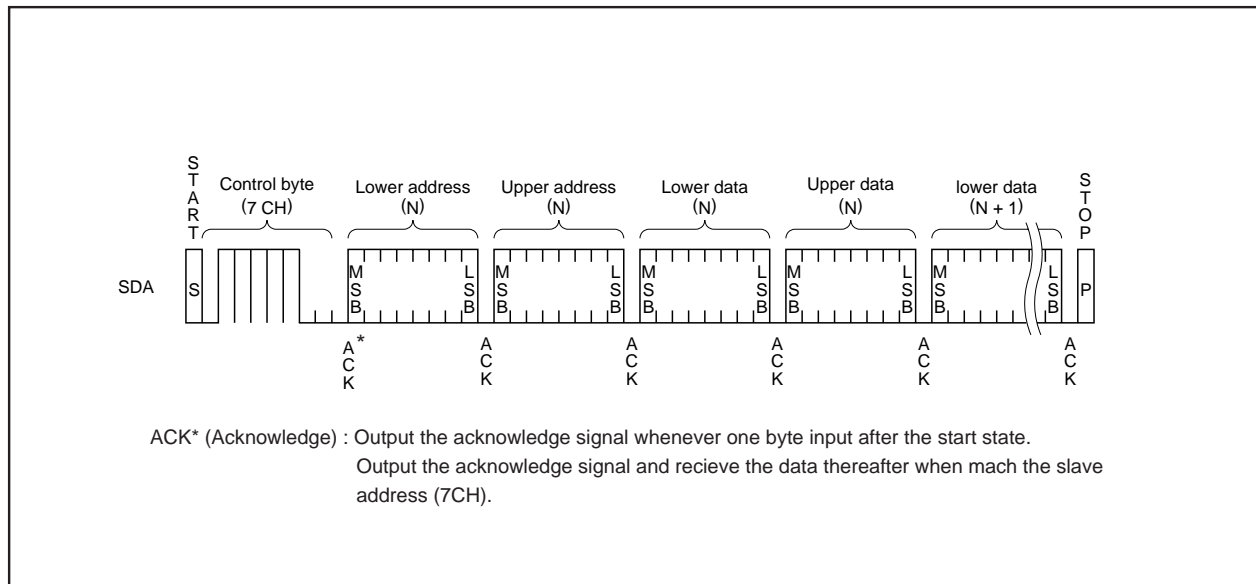 START
Control byte
(7 CH)
Lower address
(N)
Upper address
(N)
Lower data
(N)
Upper data
(N)
lower data
(N + 1)
STOP
SDA
S
MSB
LSB
MSB
LSB
MSB
LSB
MSB
LSB
MSB
LSB
P
ACK*
ACK
ACK
ACK
ACK
ACK
ACK* (Acknowledge) : Output the acknowledge signal whenever one byte input after the start state.
Output the acknowledge signal and recieve the data thereafter when mach the slave
address (7CH).